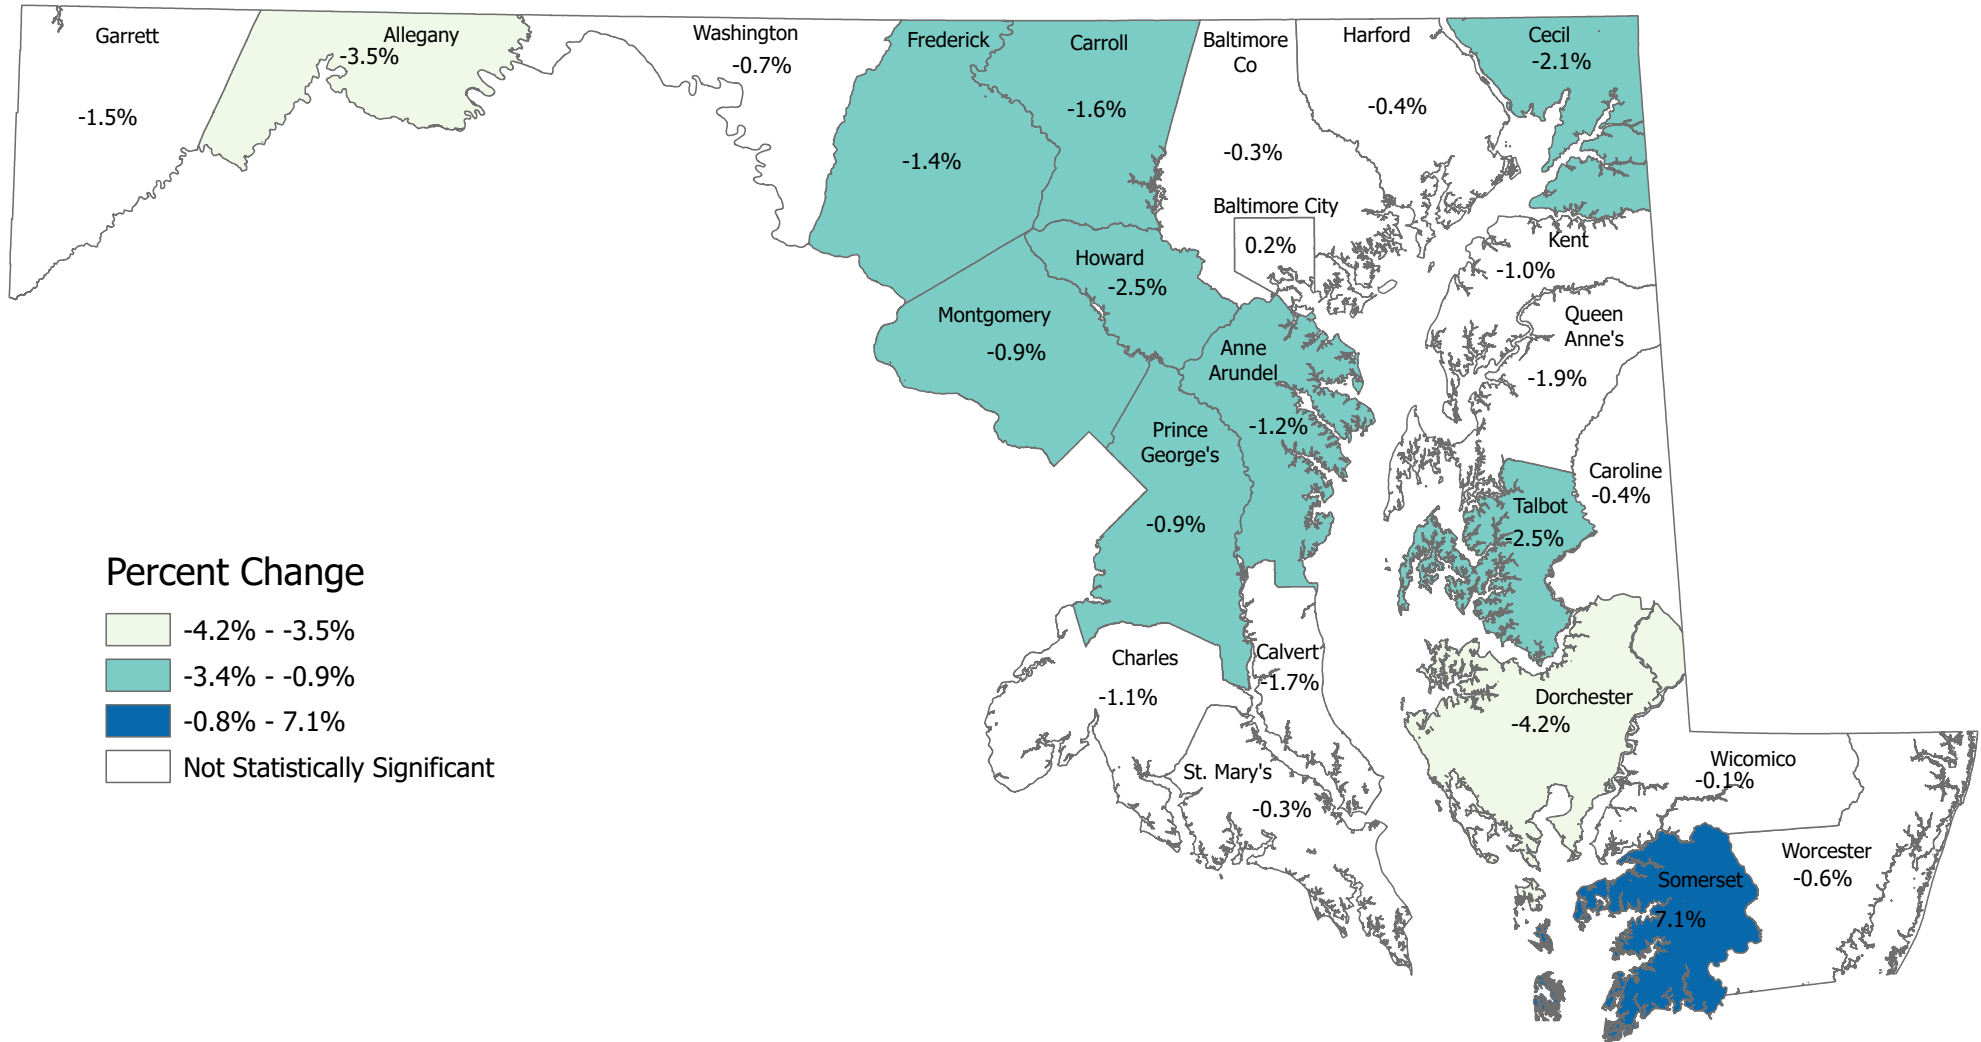 Garrett
-1.5%
Allegany
-3.5%
Washington
-0.7%
Frederick
-1.4%
Carroll
-1.6%
Baltimore
Co
-0.3%
Baltimore City
0.2%
Harford
-0.4%
Cecil
-2.1%
Kent
-1.0%
Queen
Anne's
-1.9%
Howard
-2.5%
Montgomery
-0.9%
Anne
Arundel
-1.2%
Prince
George's
-0.9%
Caroline
-0.4%
Talbot
-2.5%
Percent Change
-4.2% - -3.5%
-3.4% - -0.9%
-0.8% - 7.1%
Not Statistically Significant
Charles
-1.1%
Calvert
-1.7%
St. Mary's
-0.3%
Dorchester
-4.2%
Wicomico
-0.1%
Somerset
7.1%
Worcester
-0.6%